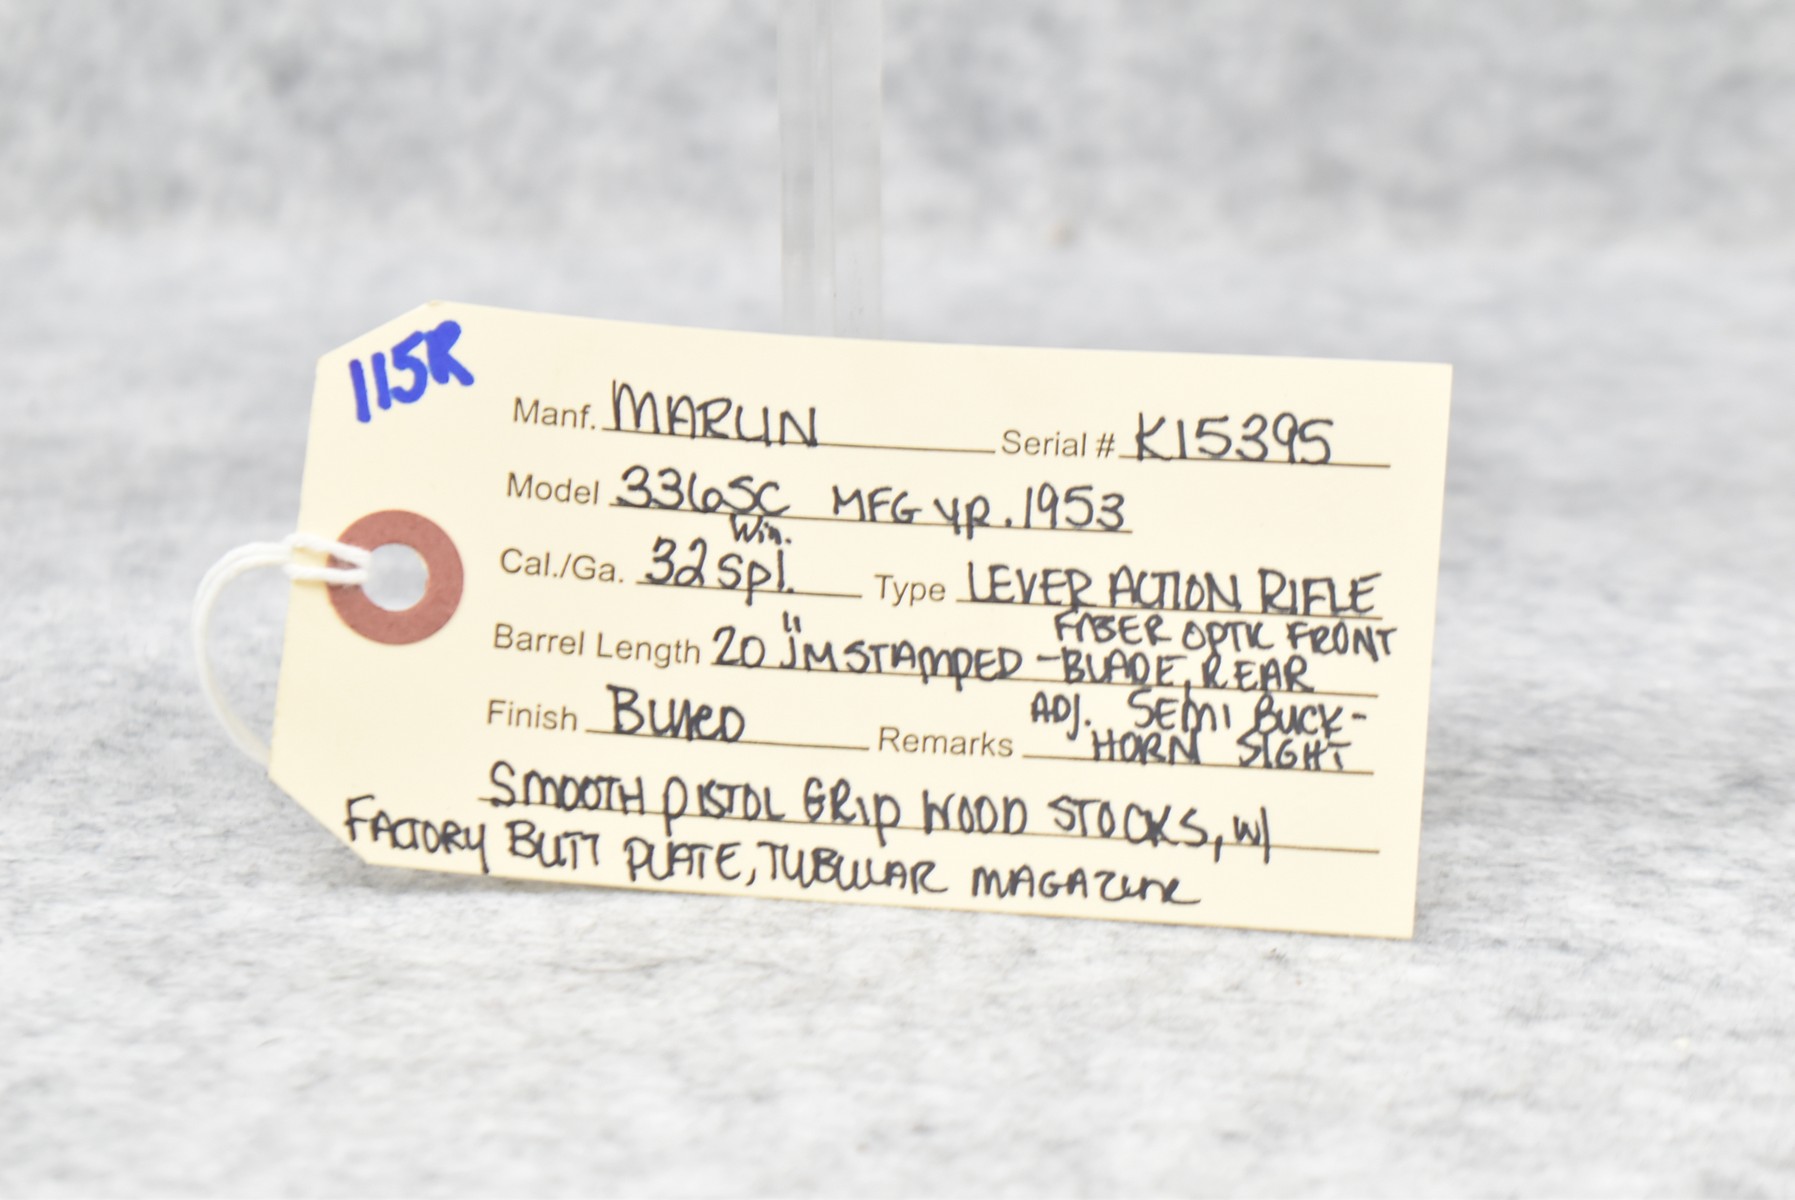 115R
Manf. MARLIN Serial # K15395
Model 336SC MFG YR. 1953
Win.
Cal./Ga. 32 Spl. Type LEVER ACTION RIFLE
FIBER OPTIC FRONT
Barrel Length 20" JM STAMPED - BLADE, REAR
ADJ. SEMI BUCK-
Finish Blued Remarks HORN SIGHT
SMOOTH PISTOL GRIP WOOD STOCKS, W/
FACTORY BUTT PLATE, TUBULAR MAGAZINE